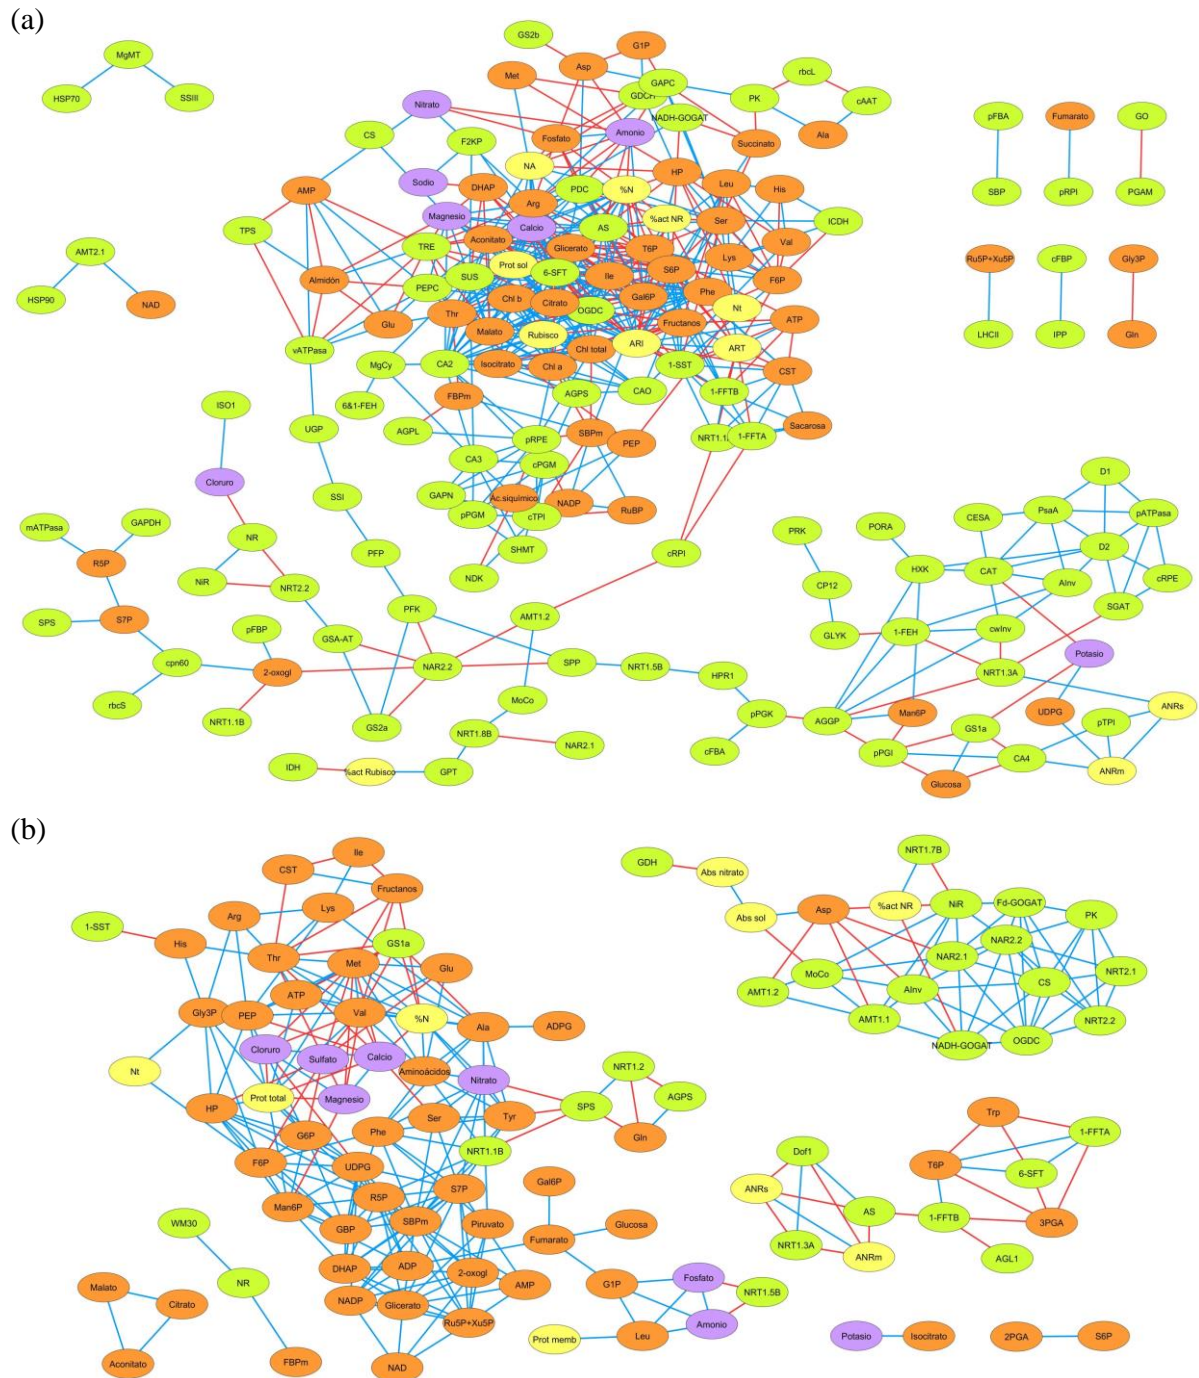 (a)
MgMT
HSP70
SSIII
AMT2.1
HSP90
NAD
GS2b
G1P
Asp
Met
GAPC
GDCH
PK
rbcL
cAAT
Ala
Nitrato
NADH-GOGAT
CS
F2KP
Fosfato
Amonio
Succinato
NA
Sodio
DHAP
PDC
%N
HP
Leu
His
AMP
Arg
Magnesio
Calcio
AS
%act NR
Ser
ICDH
TPS
TRE
Aconitato
Glicerato
T6P
Val
Prot sol
Lys
SUS
6-SFT
Ile
S6P
F6P
Almidón
PEPC
Chl b
Citrato
Gal6P
Phe
Nt
Thr
OGDC
Fructanos
ATP
Glu
Malato
Rubisco
ARI
ART
vATPasa
CA2
Isocitrato
Chl a
Chl total
1-SST
CST
MgCy
CAO
1-FFTB
FBPm
AGPS
6&1-FEH
Sacarosa
AGPL
pRPE
SBPm
PEP
NRT1.1
1-FFTA
ISO1
UGP
CA3
cPGM
GAPN
Ac.siquímico
NADP
RuBP
pPGM
cTPI
SHMT
NDK
cRPI
Cloruro
SSI
NR
PFP
NiR
NRT2.2
mATPasa
GAPDH
R5P
S7P
SPS
cpn60
rbcS
pFBP
2-oxogl
NRT1.1B
GSA-AT
PFK
NAR2.2
AMT1.2
SPP
NRT1.5B
HPR1
GS2a
MoCo
NRT1.8B
NAR2.1
IDH
%act Rubisco
GPT
pPGK
cFBA
pFBA
SBP
Fumarato
pRPI
GO
PGAM
Ru5P+Xu5P
LHCII
cFBP
IPP
Gly3P
Gln
D1
CESA
PsaA
pATPasa
PORA
PRK
D2
HXK
CAT
AInv
cRPE
CP12
SGAT
GLYK
1-FEH
cwInv
Potasio
NRT1.3A
AGGP
Man6P
UDPG
ANRs
GS1a
pTPI
pPGI
CA4
ANRm
Glucosa
(b)
CST
Ile
Fructanos
Arg
Lys
1-SST
His
GS1a
Thr
Met
Glu
ATP
Gly3P
PEP
Val
%N
Ala
ADPG
Cloruro
Sulfato
Calcio
Nt
Aminoácidos
Nitrato
Prot total
Magnesio
HP
Ser
Tyr
G6P
Phe
NRT1.1B
F6P
UDPG
R5P
S7P
Man6P
GBP
SBPm
Piruvato
DHAP
ADP
2-oxogl
AMP
NADP
Glicerato
Ru5P+Xu5P
NAD
NRT1.2
SPS
AGPS
Gln
Gal6P
Fumarato
Glucosa
G1P
Fosfato
NRT1.5B
Amonio
Leu
Prot memb
WM30
NR
FBPm
Malato
Citrato
Aconitato
GDH
Abs nitrato
Abs sol
NRT1.7B
Asp
%act NR
NiR
Fd-GOGAT
PK
NAR2.2
NAR2.1
MoCo
AInv
CS
NRT2.1
AMT1.2
AMT1.1
NRT2.2
NADH-GOGAT
OGDC
Dof1
ANRs
AS
NRT1.3A
ANRm
Trp
1-FFTA
T6P
6-SFT
1-FFTB
3PGA
AGL1
Potasio
Isocitrato
2PGA
S6P